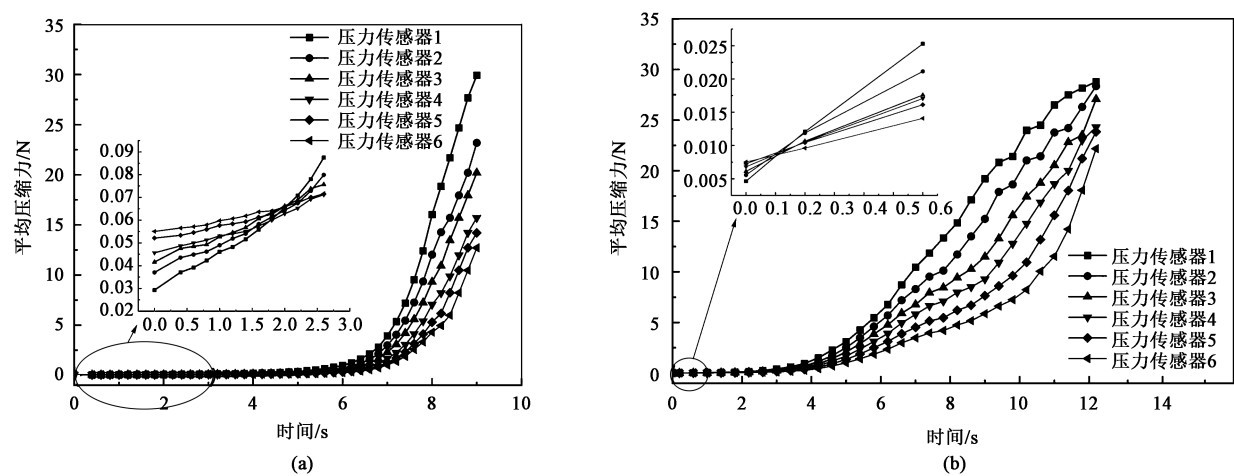 35
30
25
20
15
10
5
0
平均压缩力/N
压力传感器1
压力传感器2
压力传感器3
压力传感器4
压力传感器5
压力传感器6
0.09
0.08
0.07
0.06
0.05
0.04
0.03
0.02
0.0 0.5 1.0 1.5 2.0 2.5 3.0
0 2 4 6 8 10
时间/s
(a)
35
30
25
20
15
10
5
0
平均压缩力/N
0.025
0.020
0.015
0.010
0.005
0.0 0.1 0.2 0.3 0.4 0.5 0.6
压力传感器1
压力传感器2
压力传感器3
压力传感器4
压力传感器5
压力传感器6
0 2 4 6 8 10 12 14
时间/s
(b)